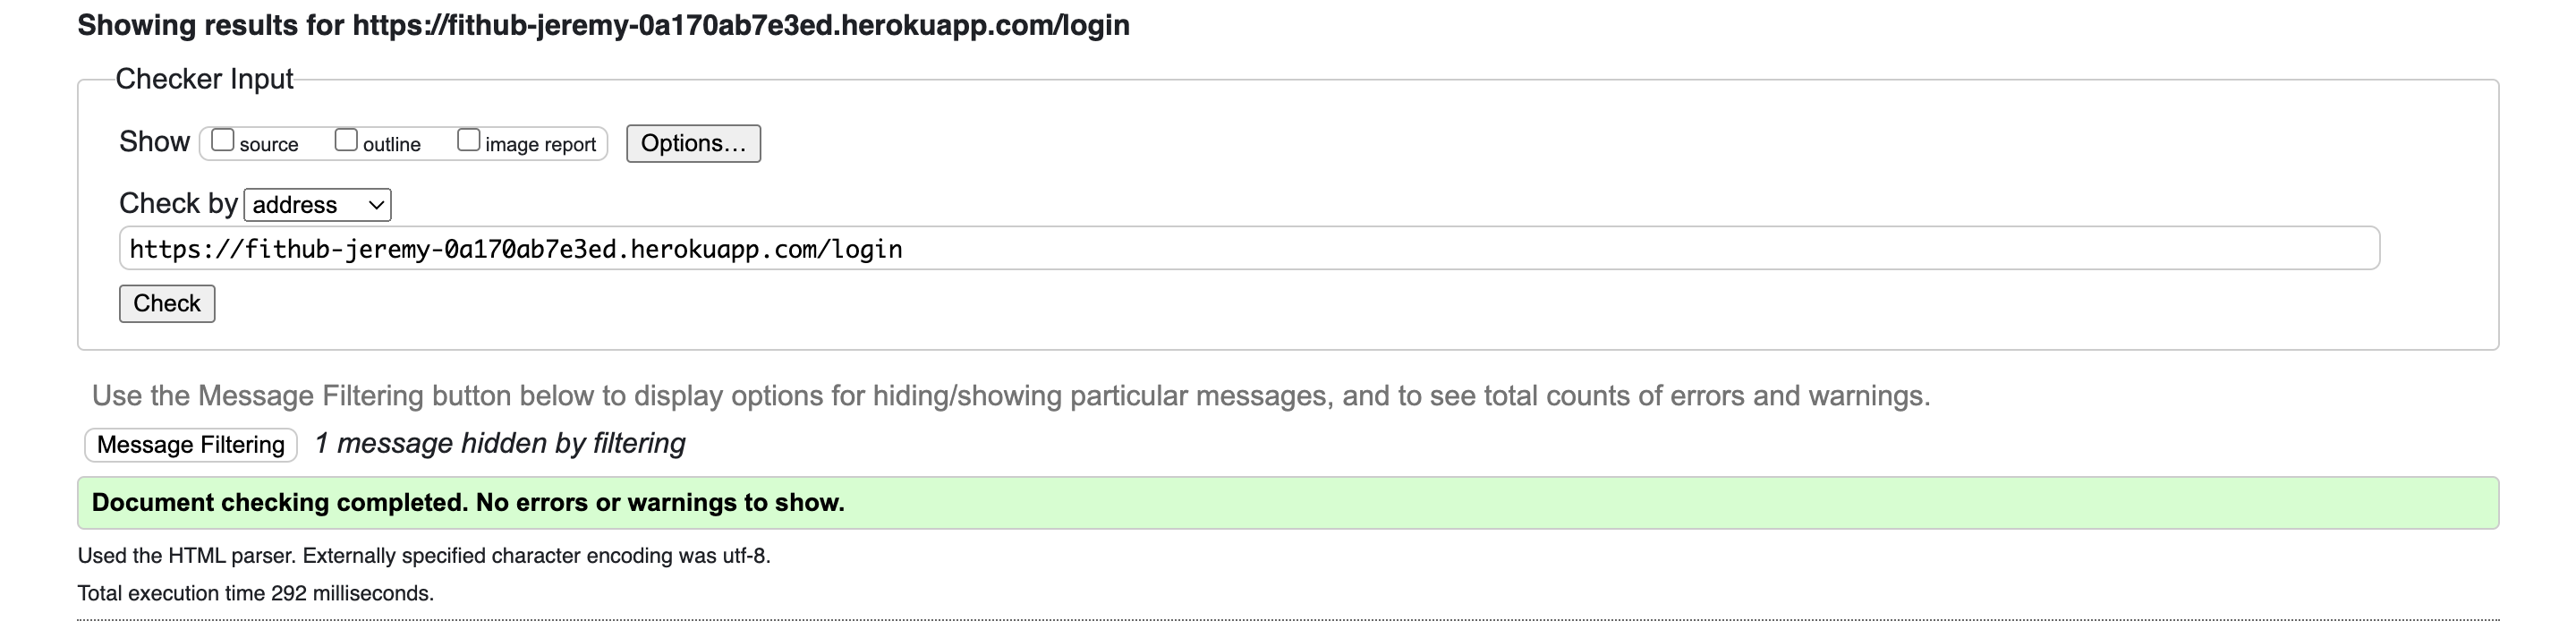 Showing results for https://fithub-jeremy-0a170ab7e3ed.herokuapp.com/login
Checker Input
Show source outline image report Options...
Check by address
https://fithub-jeremy-0a170ab7e3ed.herokuapp.com/login
Check
Use the Message Filtering button below to display options for hiding/showing particular messages, and to see total counts of errors and warnings.
Message Filtering 1 message hidden by filtering
Document checking completed. No errors or warnings to show.
Used the HTML parser. Externally specified character encoding was utf-8.
Total execution time 292 milliseconds.